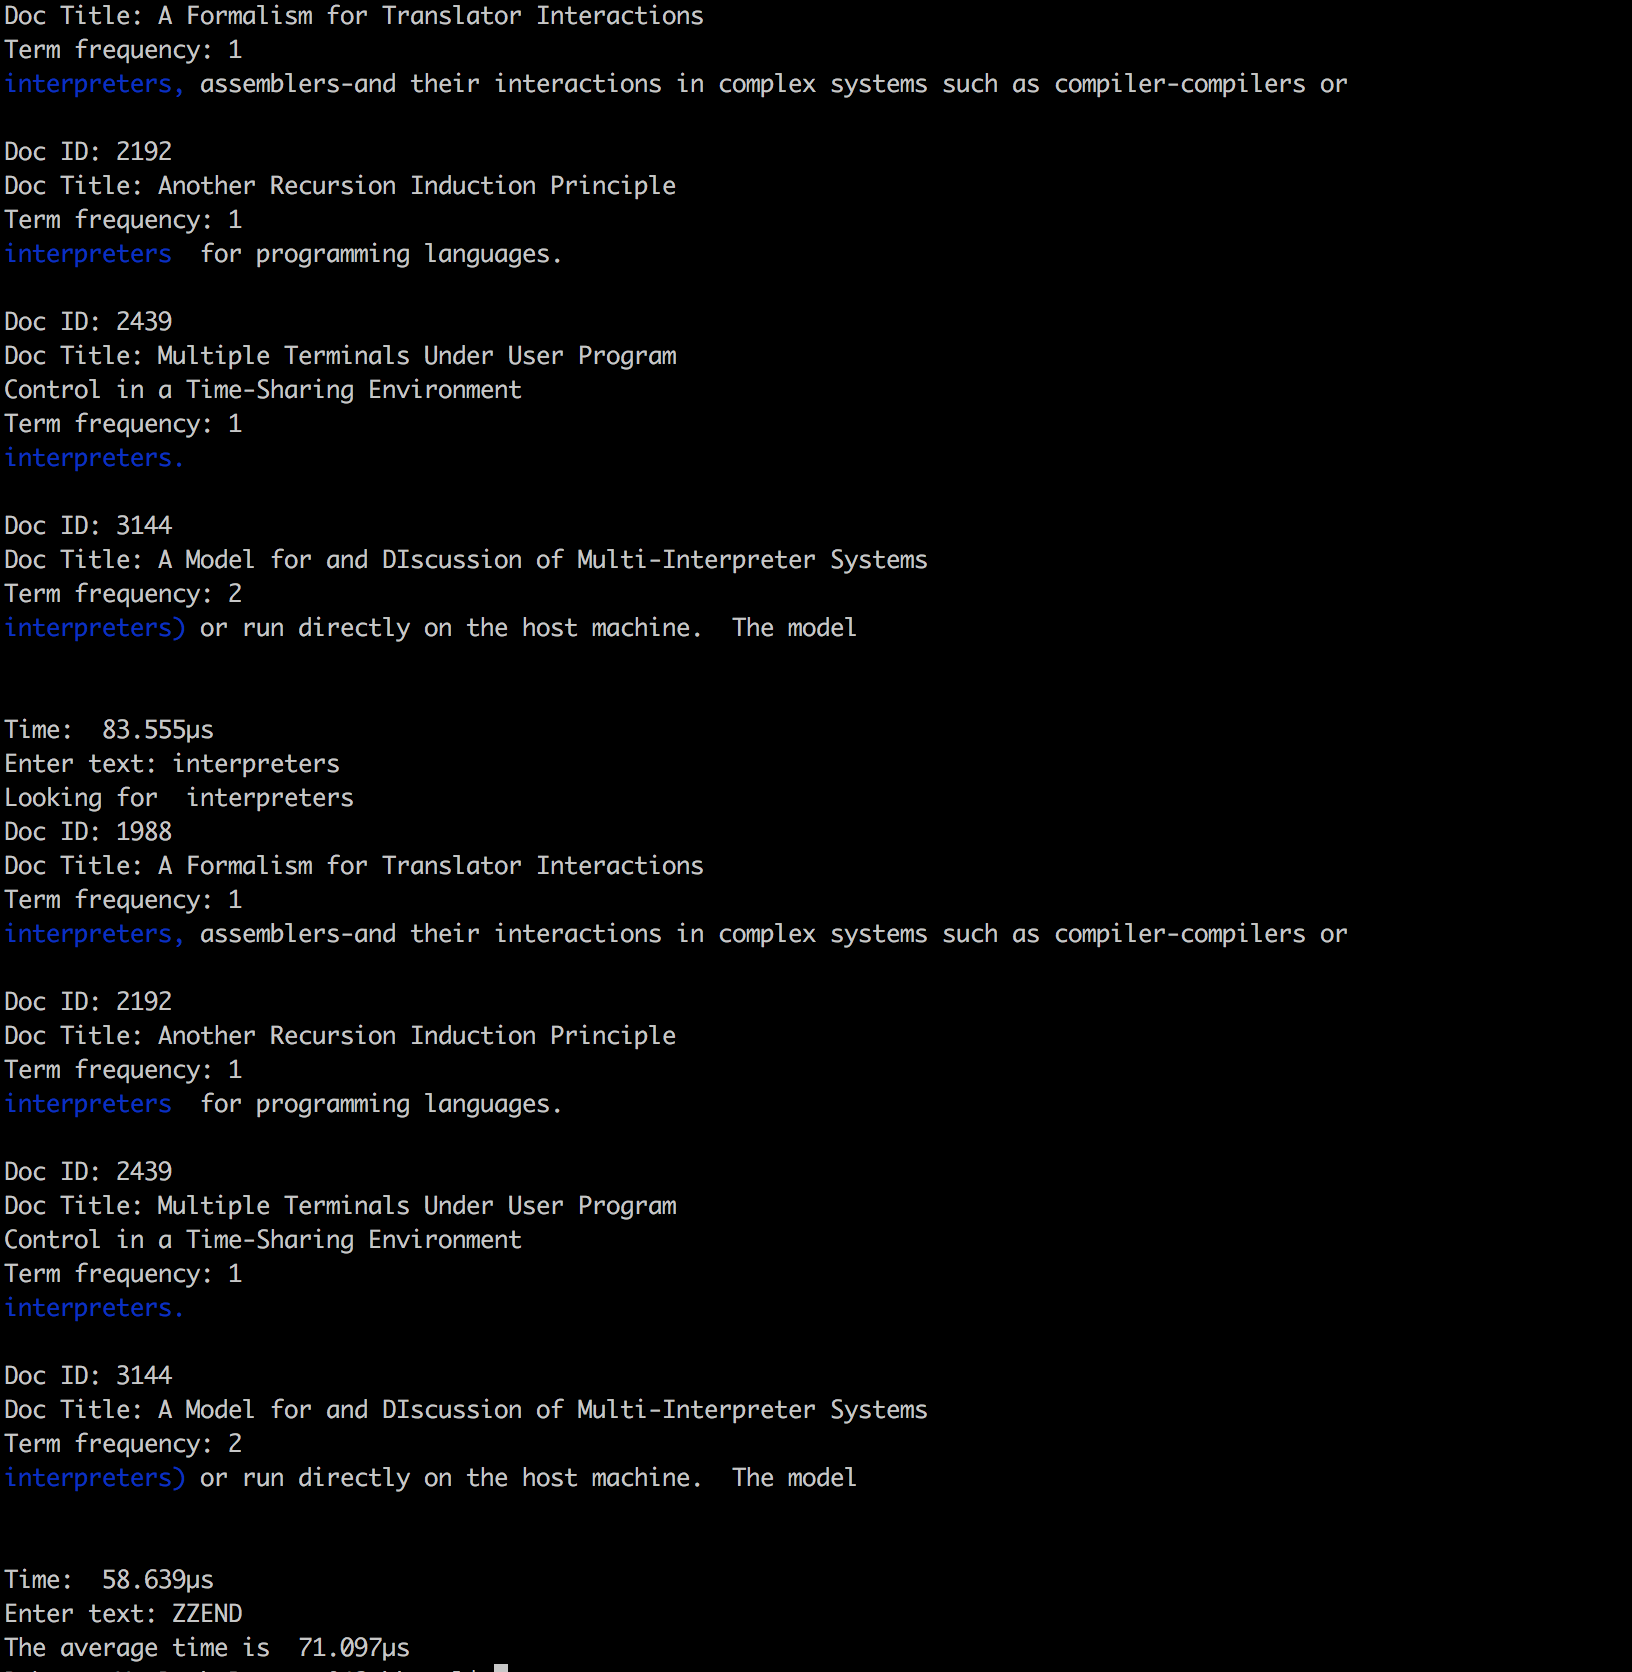 Doc Title: A Formalism for Translator Interactions
Term frequency: 1
interpreters, assemblers-and their interactions in complex systems such as compiler-compilers or
Doc ID: 2192
Doc Title: Another Recursion Induction Principle
Term frequency: 1
interpreters  for programming languages.
Doc ID: 2439
Doc Title: Multiple Terminals Under User Program
Control in a Time-Sharing Environment
Term frequency: 1
interpreters.
Doc ID: 3144
Doc Title: A Model for and DIscussion of Multi-Interpreter Systems
Term frequency: 2
interpreters) or run directly on the host machine.  The model
Time:  83.555µs
Enter text: interpreters
Looking for  interpreters
Doc ID: 1988
Doc Title: A Formalism for Translator Interactions
Term frequency: 1
interpreters, assemblers-and their interactions in complex systems such as compiler-compilers or
Doc ID: 2192
Doc Title: Another Recursion Induction Principle
Term frequency: 1
interpreters  for programming languages.
Doc ID: 2439
Doc Title: Multiple Terminals Under User Program
Control in a Time-Sharing Environment
Term frequency: 1
interpreters.
Doc ID: 3144
Doc Title: A Model for and DIscussion of Multi-Interpreter Systems
Term frequency: 2
interpreters) or run directly on the host machine.  The model
Time:  58.639µs
Enter text: ZZEND
The average time is  71.097µs